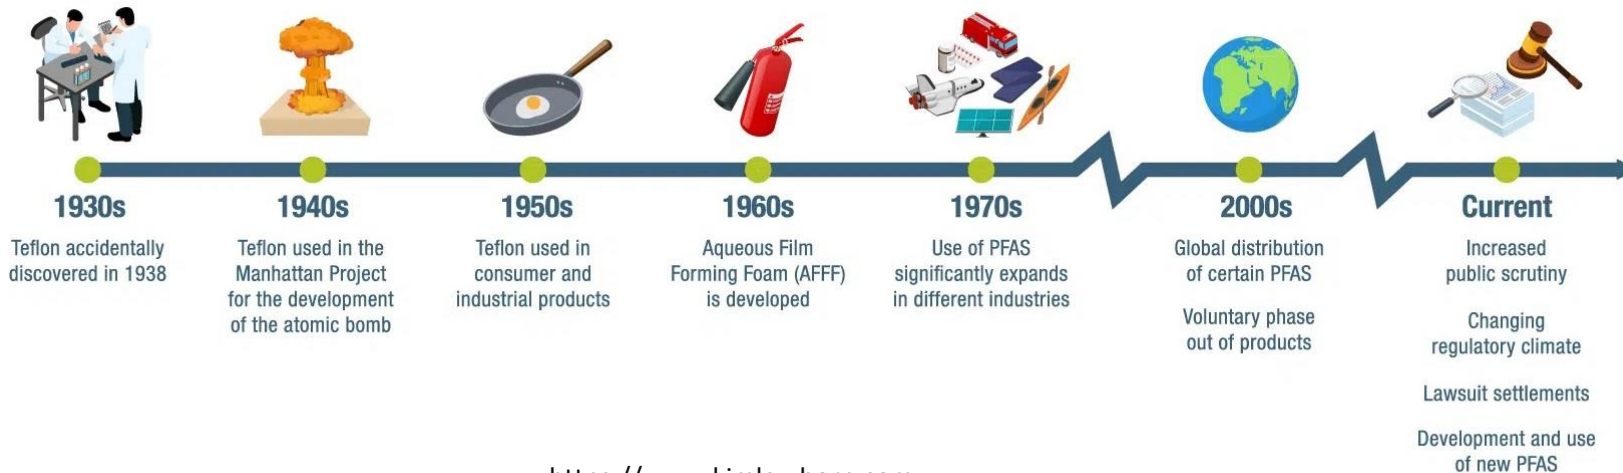 1930s
Teflon accidentally
discovered in 1938
1940s
Teflon used in the
Manhattan Project
for the development
of the atomic bomb
1950s
Teflon used in
consumer and
industrial products
1960s
Aqueous Film
Forming Foam (AFFF)
is developed
1970s
Use of PFAS
significantly expands
in different industries
2000s
Global distribution
of certain PFAS
Voluntary phase
out of products
Current
Increased
public scrutiny
Changing
regulatory climate
Lawsuit settlements
Development and use
of new PFAS